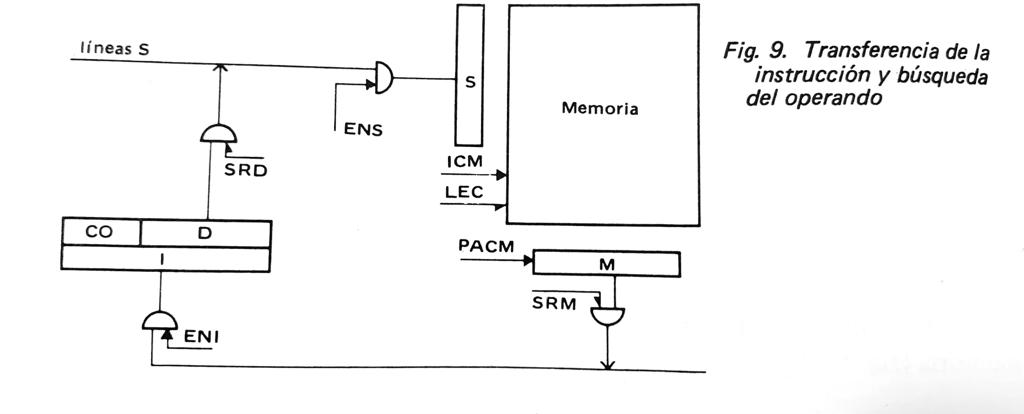 líneas S
ENS
S
Memoria
Fig. 9. Transferencia de la
instrucción y búsqueda
del operando
SRD
ICM
LEC
CO
D
I
PACM
M
SRM
ENI